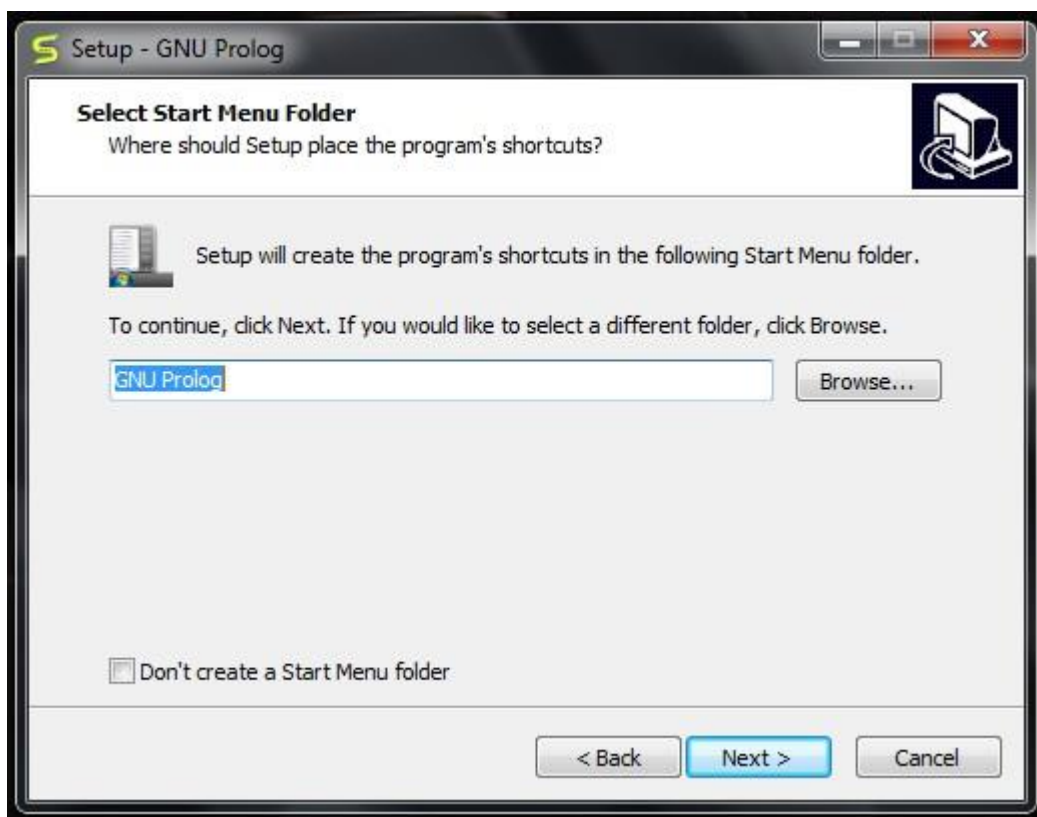 Setup - GNU Prolog
Select Start Menu Folder
Where should Setup place the program's shortcuts?
Setup will create the program's shortcuts in the following Start Menu folder.
To continue, click Next. If you would like to select a different folder, click Browse.
GNU Prolog
Browse...
Don't create a Start Menu folder
< Back
Next >
Cancel